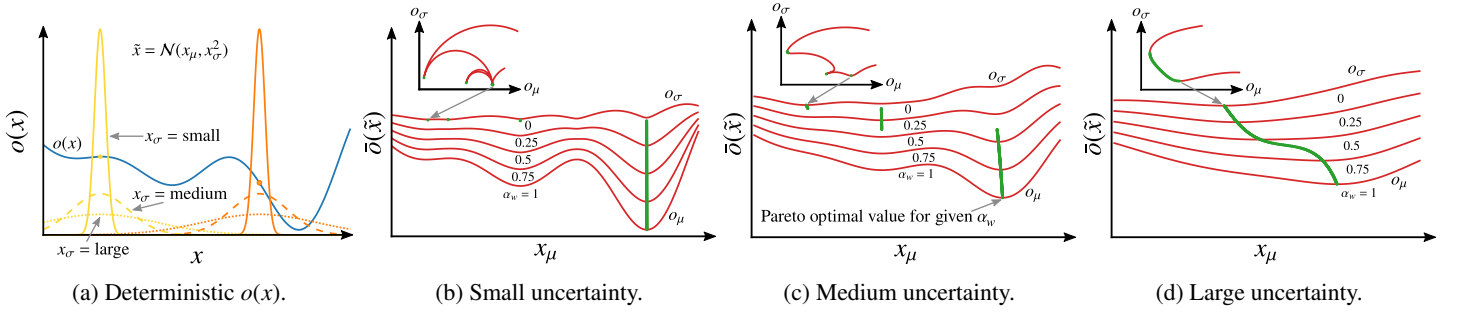 o(x)
x̃ = 𝒩(x_μ, x_σ²)
x_σ = small
o(x)
x_σ = medium
x_σ = large
x
(a) Deterministic o(x).
o_σ
o_μ
ō(x̃)
o_σ
0
0.25
0.5
0.75
α_w = 1
o_μ
x_μ
(b) Small uncertainty.
o_σ
o_μ
ō(x̃)
o_σ
0
0.25
0.5
0.75
α_w = 1
o_μ
Pareto optimal value for given α_w
x_μ
(c) Medium uncertainty.
o_σ
o_μ
ō(x̃)
o_σ
0
0.25
0.5
0.75
α_w = 1
o_μ
x_μ
(d) Large uncertainty.